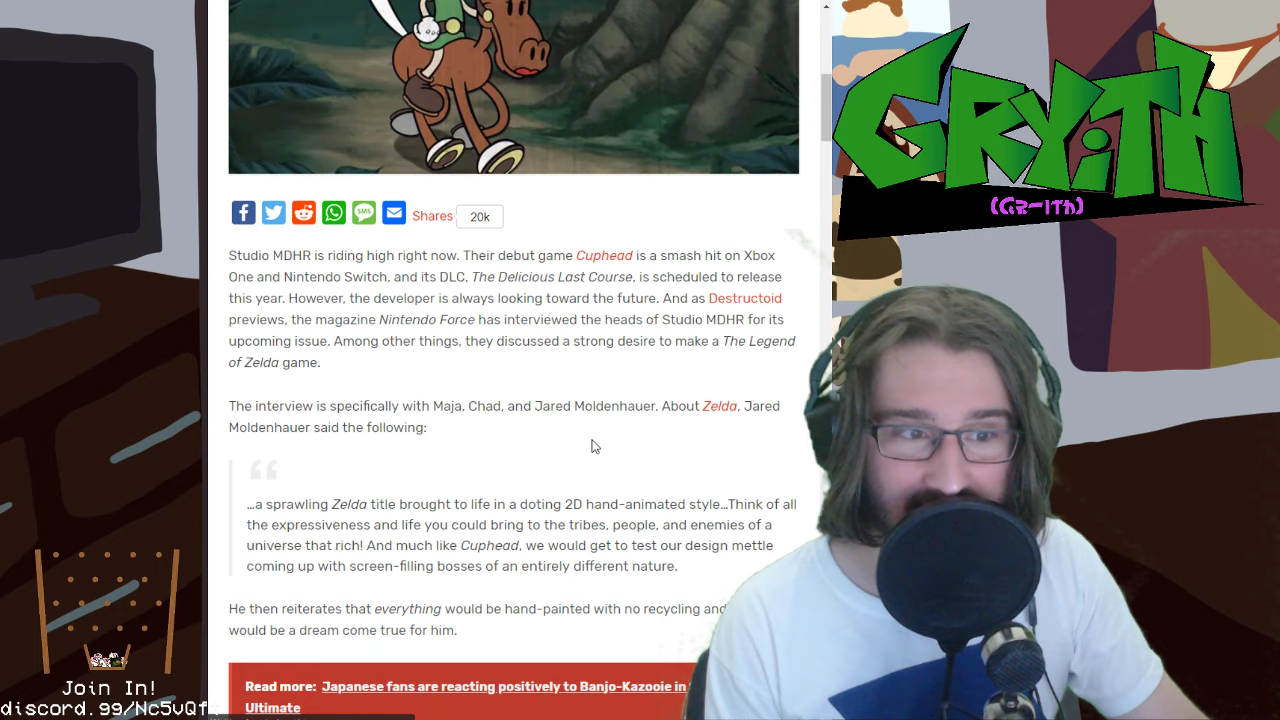 GRYiTH
(GR-ITH)
Shares 20k
Studio MDHR is riding high right now. Their debut game Cuphead is a smash hit on Xbox
One and Nintendo Switch, and its DLC, The Delicious Last Course, is scheduled to release
this year. However, the developer is always looking toward the future. And as Destructoid
previews, the magazine Nintendo Force has interviewed the heads of Studio MDHR for its
upcoming issue. Among other things, they discussed a strong desire to make a The Legend
of Zelda game.
The interview is specifically with Maja, Chad, and Jared Moldenhauer. About Zelda, Jared
Moldenhauer said the following:
…a sprawling Zelda title brought to life in a doting 2D hand-animated style…Think of all
the expressiveness and life you could bring to the tribes, people, and enemies of a
universe that rich! And much like Cuphead, we would get to test our design mettle
coming up with screen-filling bosses of an entirely different nature.
He then reiterates that everything would be hand-painted with no recycling and
would be a dream come true for him.
Read more: Japanese fans are reacting positively to Banjo-Kazooie in
Ultimate
SMS
Join In!